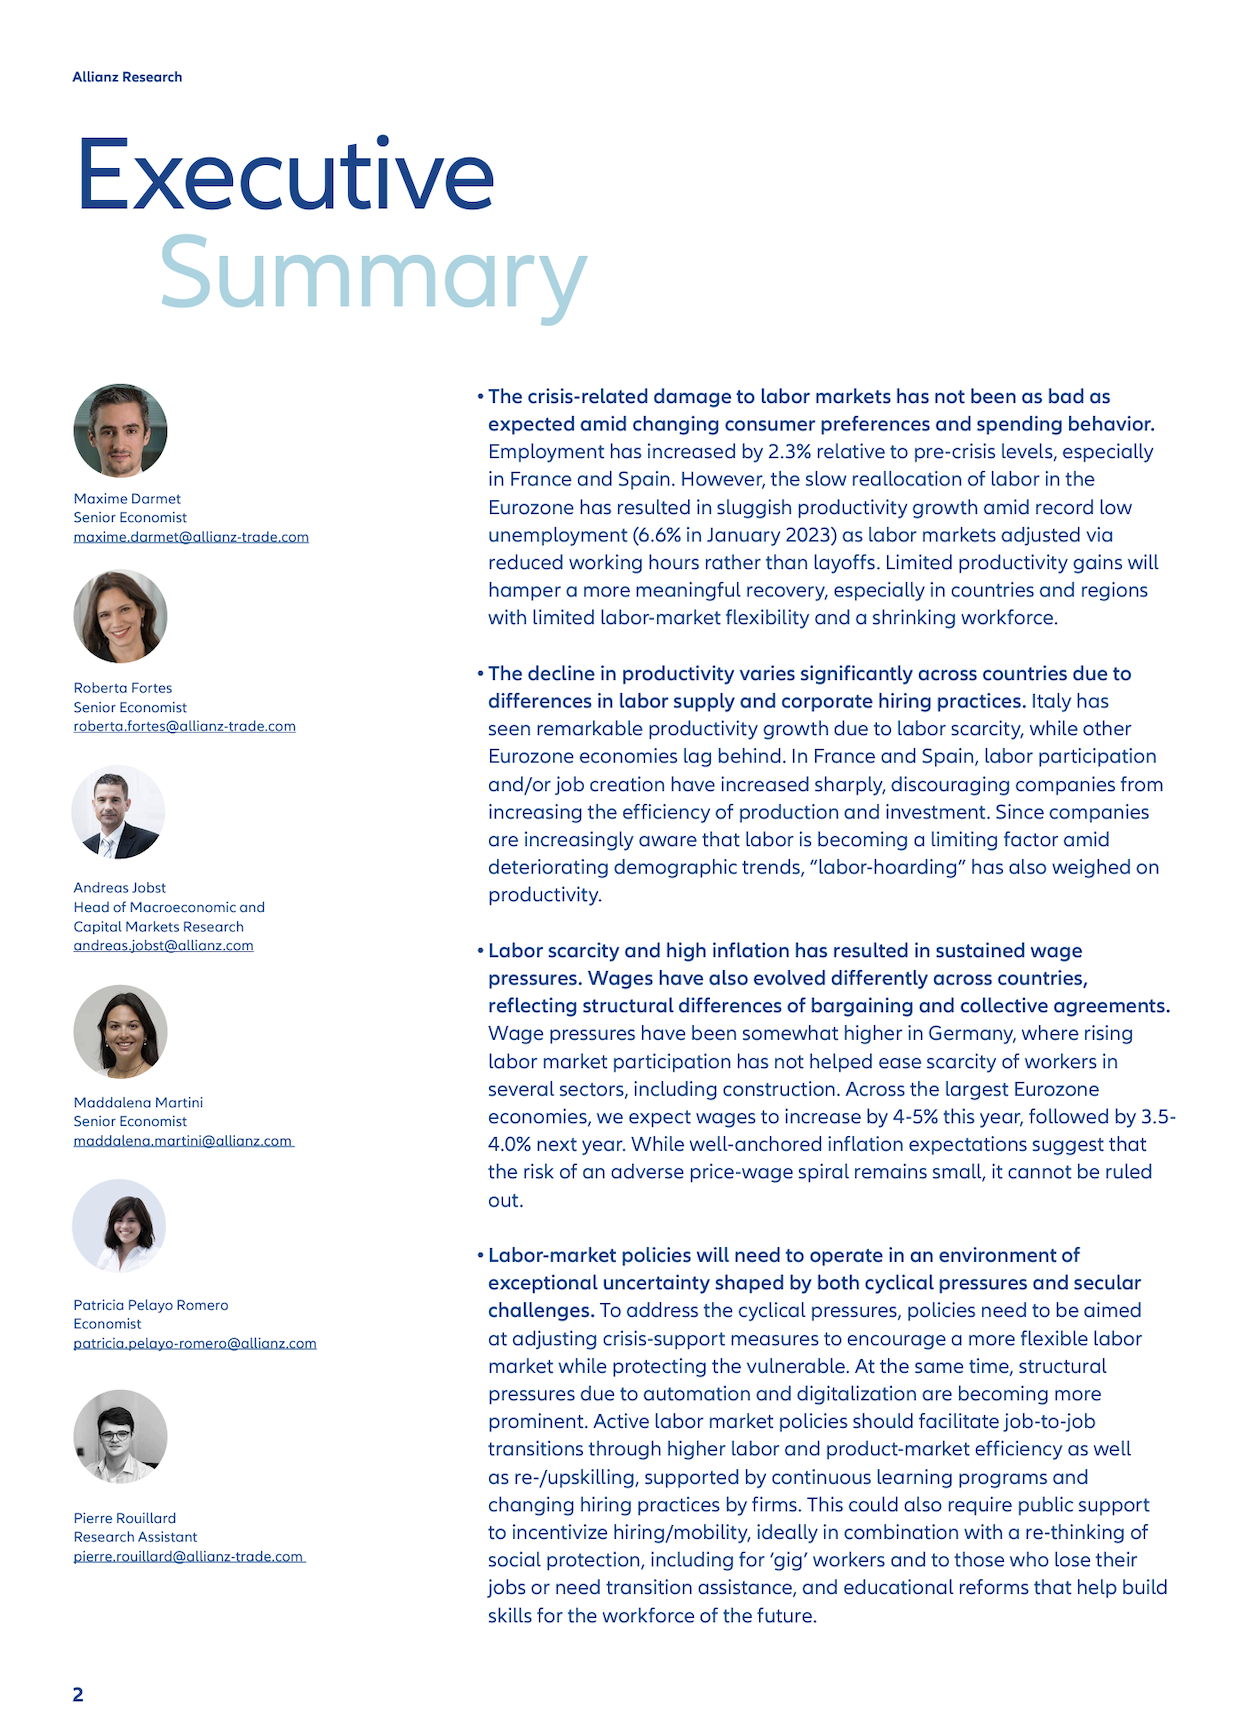 Allianz Research
Executive
Summary
Maxime Darmet
Senior Economist
maxime.darmet@allianz-trade.com
Roberta Fortes
Senior Economist
roberta.fortes@allianz-trade.com
Andreas Jobst
Head of Macroeconomic and
Capital Markets Research
andreas.jobst@allianz.com
Maddalena Martini
Senior Economist
maddalena.martini@allianz.com
Patricia Pelayo Romero
Economist
patricia.pelayo-romero@allianz.com
Pierre Rouillard
Research Assistant
pierre.rouillard@allianz-trade.com
• The crisis-related damage to labor markets has not been as bad as
expected amid changing consumer preferences and spending behavior.
Employment has increased by 2.3% relative to pre-crisis levels, especially
in France and Spain. However, the slow reallocation of labor in the
Eurozone has resulted in sluggish productivity growth amid record low
unemployment (6.6% in January 2023) as labor markets adjusted via
reduced working hours rather than layoffs. Limited productivity gains will
hamper a more meaningful recovery, especially in countries and regions
with limited labor-market flexibility and a shrinking workforce.
• The decline in productivity varies significantly across countries due to
differences in labor supply and corporate hiring practices. Italy has
seen remarkable productivity growth due to labor scarcity, while other
Eurozone economies lag behind. In France and Spain, labor participation
and/or job creation have increased sharply, discouraging companies from
increasing the efficiency of production and investment. Since companies
are increasingly aware that labor is becoming a limiting factor amid
deteriorating demographic trends, “labor-hoarding” has also weighed on
productivity.
• Labor scarcity and high inflation has resulted in sustained wage
pressures. Wages have also evolved differently across countries,
reflecting structural differences of bargaining and collective agreements.
Wage pressures have been somewhat higher in Germany, where rising
labor market participation has not helped ease scarcity of workers in
several sectors, including construction. Across the largest Eurozone
economies, we expect wages to increase by 4-5% this year, followed by 3.5-
4.0% next year. While well-anchored inflation expectations suggest that
the risk of an adverse price-wage spiral remains small, it cannot be ruled
out.
• Labor-market policies will need to operate in an environment of
exceptional uncertainty shaped by both cyclical pressures and secular
challenges. To address the cyclical pressures, policies need to be aimed
at adjusting crisis-support measures to encourage a more flexible labor
market while protecting the vulnerable. At the same time, structural
pressures due to automation and digitalization are becoming more
prominent. Active labor market policies should facilitate job-to-job
transitions through higher labor and product-market efficiency as well
as re-/upskilling, supported by continuous learning programs and
changing hiring practices by firms. This could also require public support
to incentivize hiring/mobility, ideally in combination with a re-thinking of
social protection, including for ‘gig’ workers and to those who lose their
jobs or need transition assistance, and educational reforms that help build
skills for the workforce of the future.
2